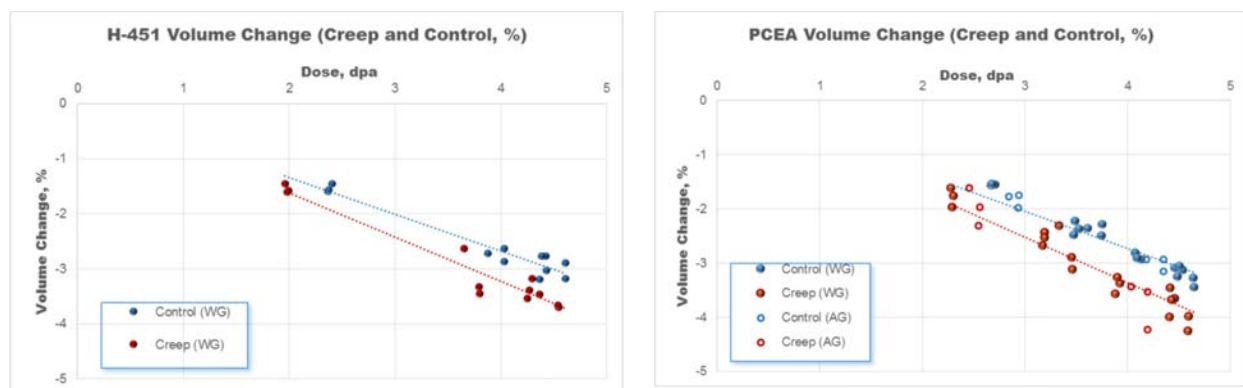 H-451 Volume Change (Creep and Control, %)
Dose, dpa
0 1 2 3 4 5
0
-1
-2
-3
-4
-5
Volume Change, %
Control (WG)
Creep (WG)
PCEA Volume Change (Creep and Control, %)
Dose, dpa
0 1 2 3 4 5
0
-1
-2
-3
-4
-5
Volume Change, %
Control (WG)
Creep (WG)
Control (AG)
Creep (AG)